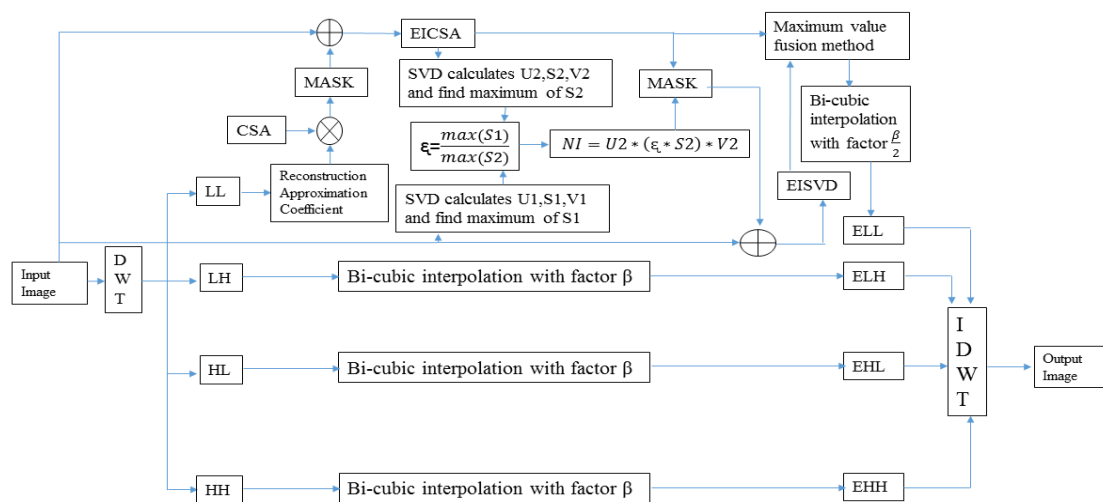 EICSA
Maximum value
fusion method
SVD calculates U2,S2,V2
and find maximum of S2
MASK
MASK
Bi-cubic
interpolation
with factor β/2
CSA
ε=max(S1)/max(S2)
NI = U2 * (ε * S2) * V2
Reconstruction
Approximation
Coefficient
LL
SVD calculates U1,S1,V1
and find maximum of S1
EISVD
ELL
Input
Image
D
W
T
LH
Bi-cubic interpolation with factor β
ELH
I
D
W
T
HL
Bi-cubic interpolation with factor β
EHL
Output
Image
HH
Bi-cubic interpolation with factor β
EHH